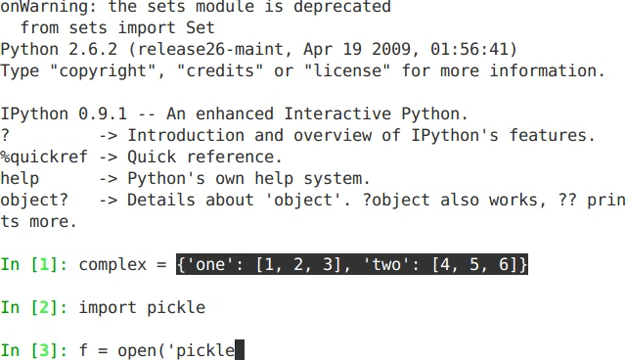 onWarning: the sets module is deprecated
  from sets import Set
Python 2.6.2 (release26-maint, Apr 19 2009, 01:56:41)
Type "copyright", "credits" or "license" for more information.

IPython 0.9.1 -- An enhanced Interactive Python.
?         -> Introduction and overview of IPython's features.
%quickref -> Quick reference.
help      -> Python's own help system.
object?   -> Details about 'object'. ?object also works, ?? prin
ts more.

In [1]: complex = {'one': [1, 2, 3], 'two': [4, 5, 6]}

In [2]: import pickle

In [3]: f = open('pickle